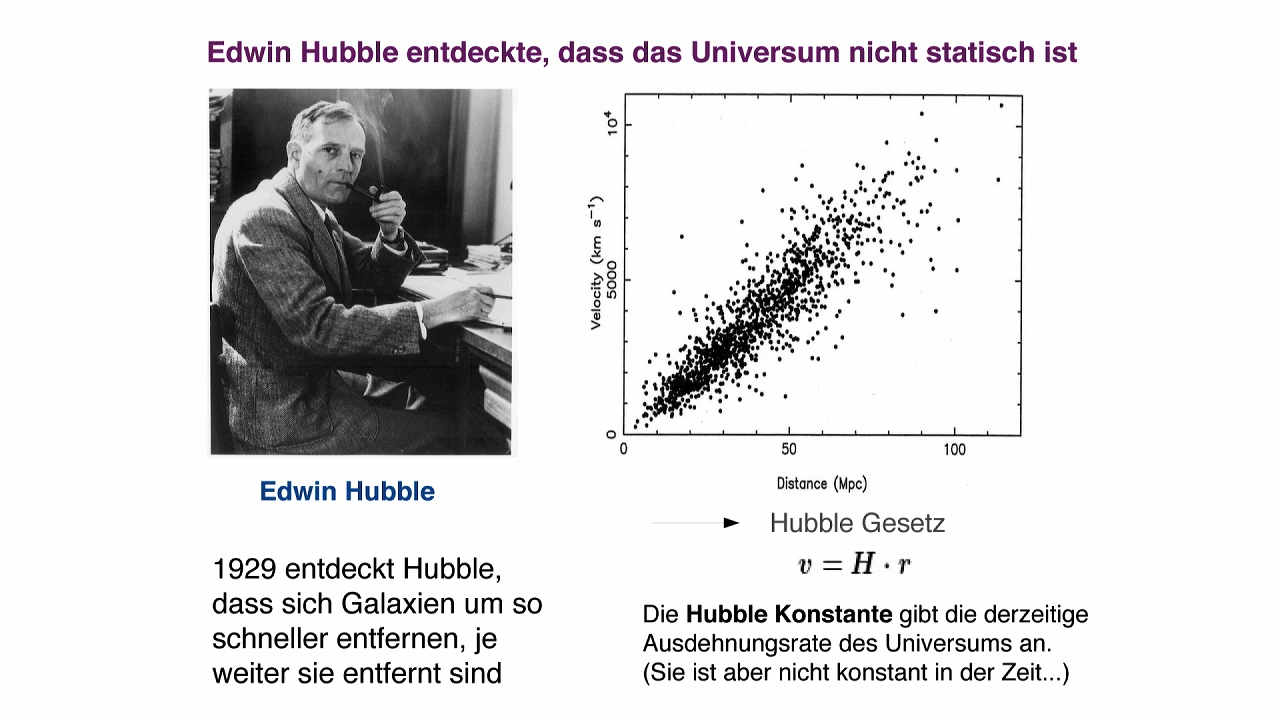 Edwin Hubble entdeckte, dass das Universum nicht statisch ist
Edwin Hubble
1929 entdeckt Hubble,
dass sich Galaxien um so
schneller entfernen, je
weiter sie entfernt sind
Velocity (km s⁻¹)
10⁴
5000
0
0 50 100
Distance (Mpc)
Hubble Gesetz
v = H · r
Die Hubble Konstante gibt die derzeitige
Ausdehnungsrate des Universums an.
(Sie ist aber nicht konstant in der Zeit...)